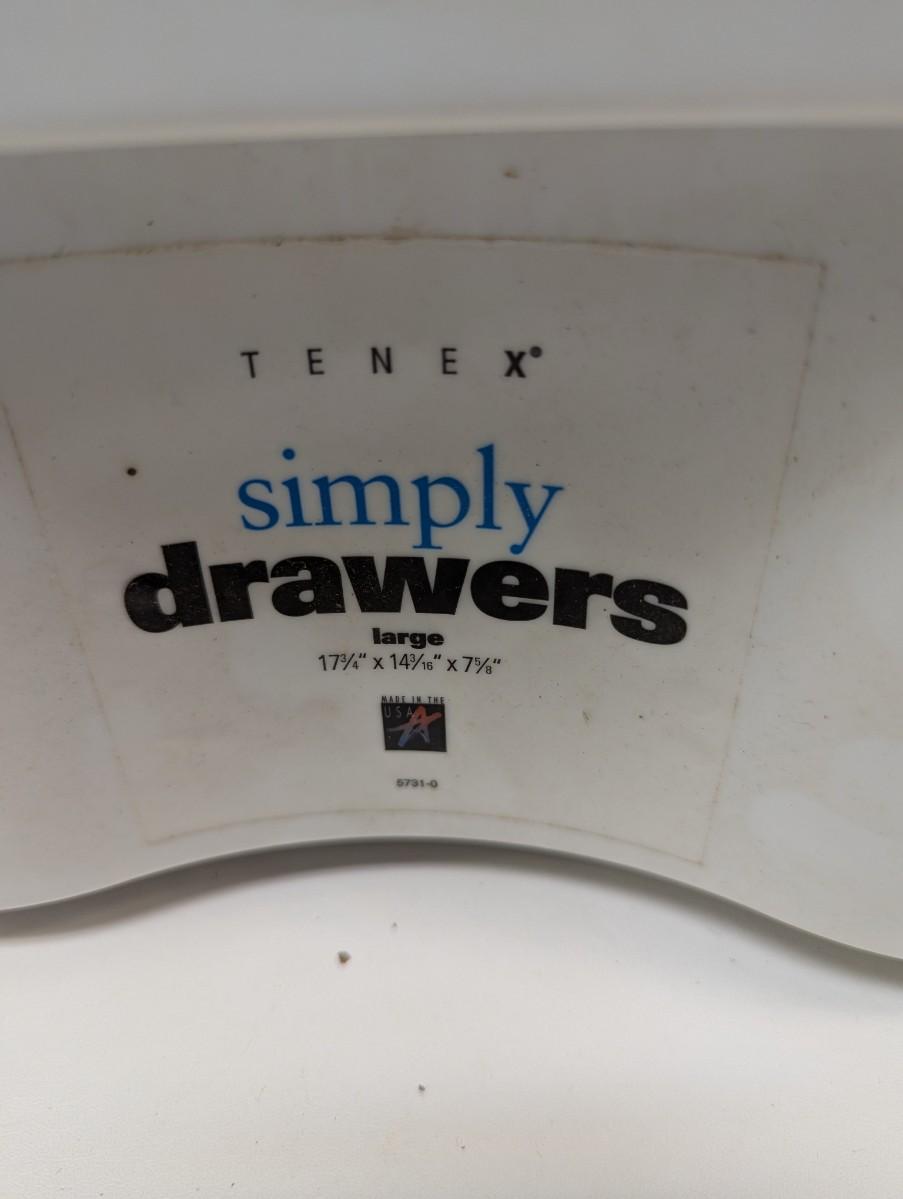 TENEX®
simply
drawers
large
17¾" x 14³⁄₁₆" x 7⅝"
MADE IN THE
USA
5731-0